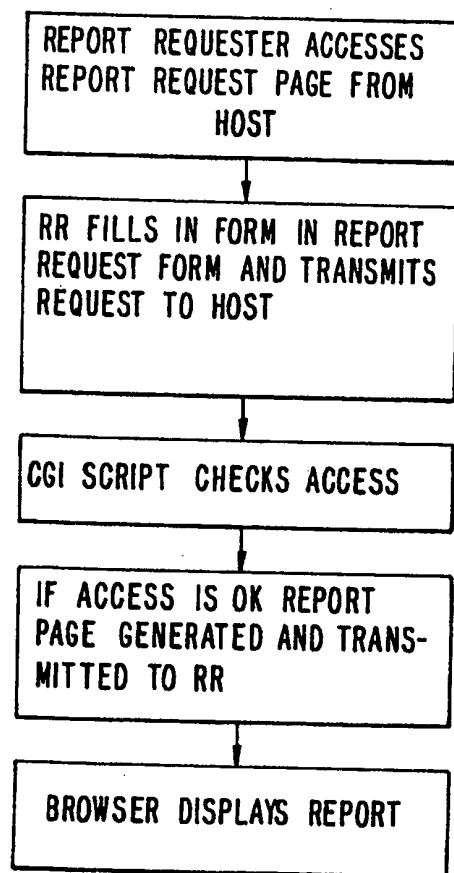 REPORT REQUESTER ACCESSES
REPORT REQUEST PAGE FROM
HOST
RR FILLS IN FORM IN REPORT
REQUEST FORM AND TRANSMITS
REQUEST TO HOST
CGI SCRIPT CHECKS ACCESS
IF ACCESS IS OK REPORT
PAGE GENERATED AND TRANS-
MITTED TO RR
BROWSER DISPLAYS REPORT